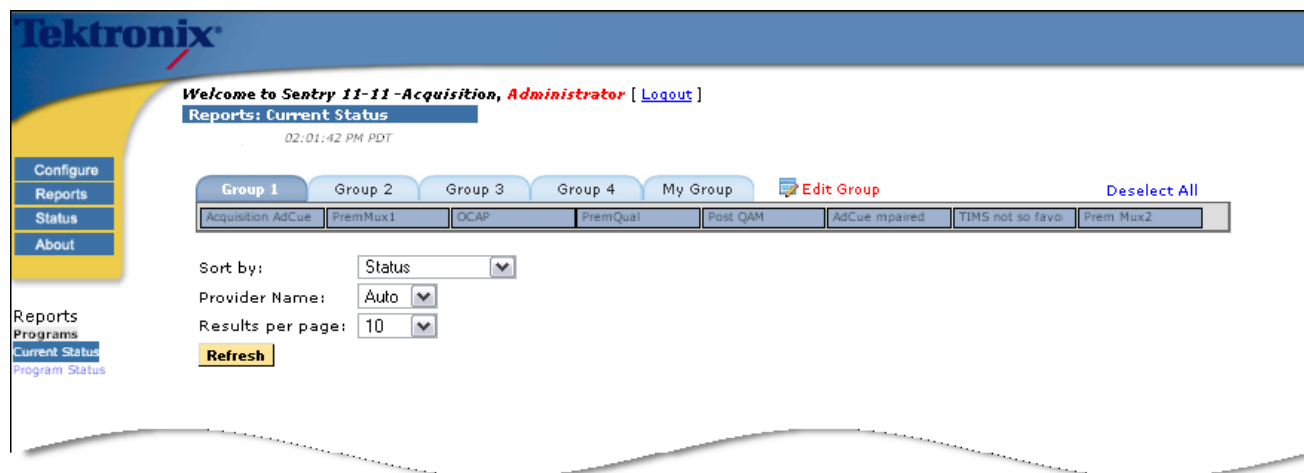 Tektronix
Welcome to Sentry 11-11-Acquisition, Administrator [ Logout ]
Reports: Current Status
02:01:42 PM PDT
Configure
Reports
Status
About
Group 1 Group 2 Group 3 Group 4 My Group Edit Group Deselect All
Acquisition AdCue PremMux1 OCAP PremQual Post QAM AdCue mpaired TIMS not so favo Prem Mux2
Sort by: Status
Provider Name: Auto
Results per page: 10
Refresh
Reports
Programs
Current Status
Program Status